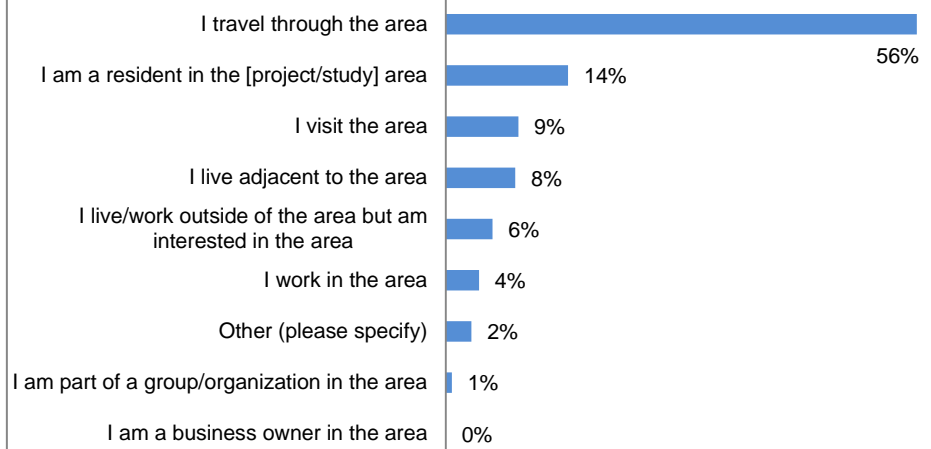 I travel through the area
56%
I am a resident in the [project/study] area
14%
I visit the area
9%
I live adjacent to the area
8%
I live/work outside of the area but am
interested in the area
6%
I work in the area
4%
Other (please specify)
2%
I am part of a group/organization in the area
1%
I am a business owner in the area
0%